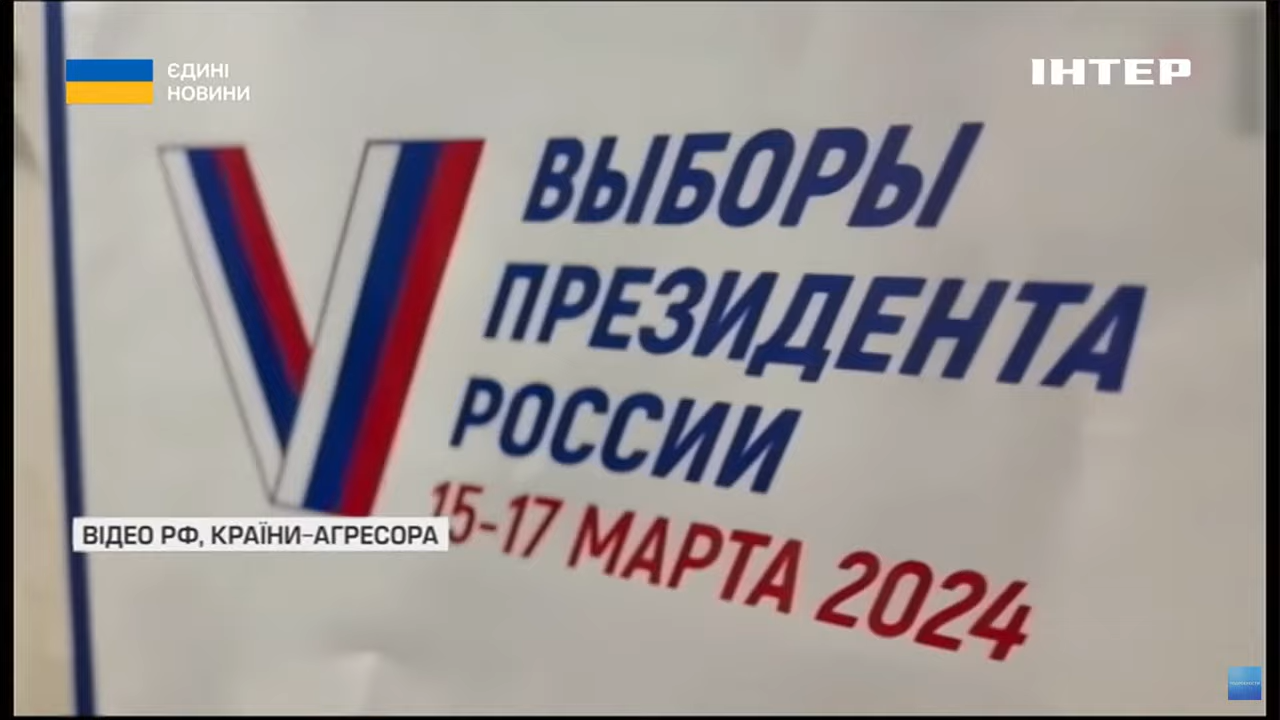 ЄДИНІ
НОВИНИ
ІНТЕР
ВЫБОРЫ
ПРЕЗИДЕНТА
РОССИИ
15-17 МАРТА 2024
ВІДЕО РФ, КРАЇНИ-АГРЕСОРА